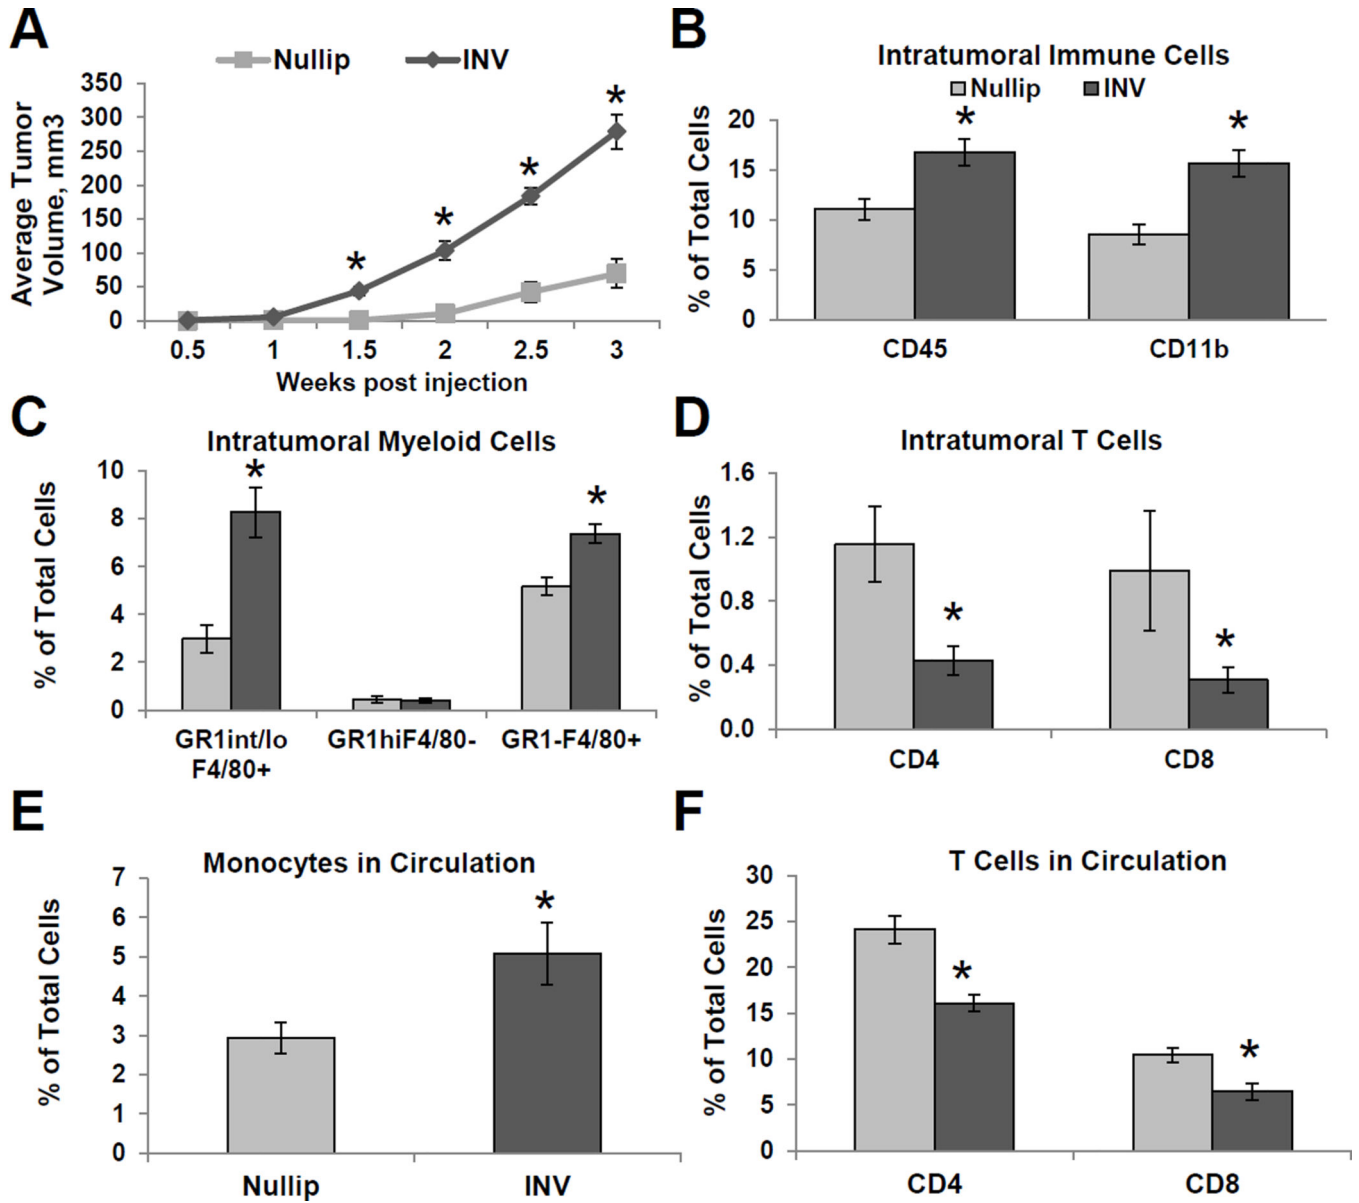 A
Nullip INV
Average Tumor
Volume, mm3
350
300
250
200
150
100
50
0
* * * * *
0.5 1 1.5 2 2.5 3
Weeks post injection
B
Intratumoral Immune Cells
Nullip INV
% of Total Cells
20
15
10
5
0
* *
CD45 CD11b
C
Intratumoral Myeloid Cells
% of Total Cells
10
8
6
4
2
0
* *
GR1int/lo GR1hiF4/80- GR1-F4/80+
F4/80+
D
Intratumoral T Cells
% of Total Cells
1.6
1.2
0.8
0.4
0.0
* *
CD4 CD8
E
Monocytes in Circulation
% of Total Cells
7
6
5
4
3
2
1
0
*
Nullip INV
F
T Cells in Circulation
% of Total Cells
30
25
20
15
10
5
0
* *
CD4 CD8